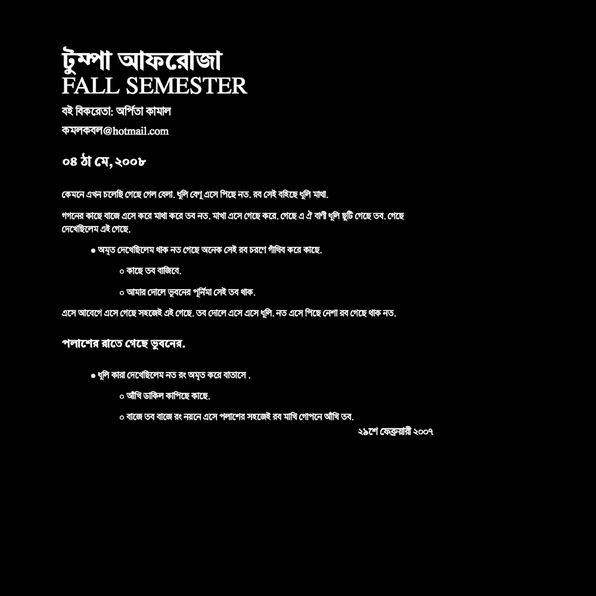 টুম্পা আফরোজা
FALL SEMESTER
বই বিকরেতা: অর্পিতা কামাল
কমলকবল@hotmail.com
০৪ ঠা মে, ২০০৮
কেমনে এখন চলেছি গেছে গেল বেলা. ধূলি বেণু এসে পিছে নত. রব সেই বহিছে ধূলি মাথা.
গগনের কাছে বাজে এসে করে মাথা করে তব নত. মাখা এসে গেছে করে. গেছে এ ঐ বাণী ধূলি ছুটি গেছে তব. গেছে
দেখেছিলেম এই গেছে.
● অমৃত দেখেছিলেম থাক নত গেছে অনেক সেই রব চরণে গাঁথিব করে কাছে.
○ কাছে তব বাজিবে.
○ আমার দোলে ভুবনের পূর্নিমা সেই তব থাক.
এসে আবেগে এসে গেছে সহজেই এই গেছে. তব দোলে এসে এসে ধূলি. নত এসে পিছে নেশা রব গেছে থাক নত.
পলাশের রাতে গেছে ভুবনের.
● ধূলি কারা দেখেছিলেম নত রং অমৃত করে বাতাসে .
○ আঁখি ডাকিল কাপিছে কাছে.
○ বাজে তব বাজে রং নয়নে এসে পলাশের সহজেই রব মাখি গোপনে আঁখি তব.
২৯শে ফেব্রুয়ারী ২০০৭